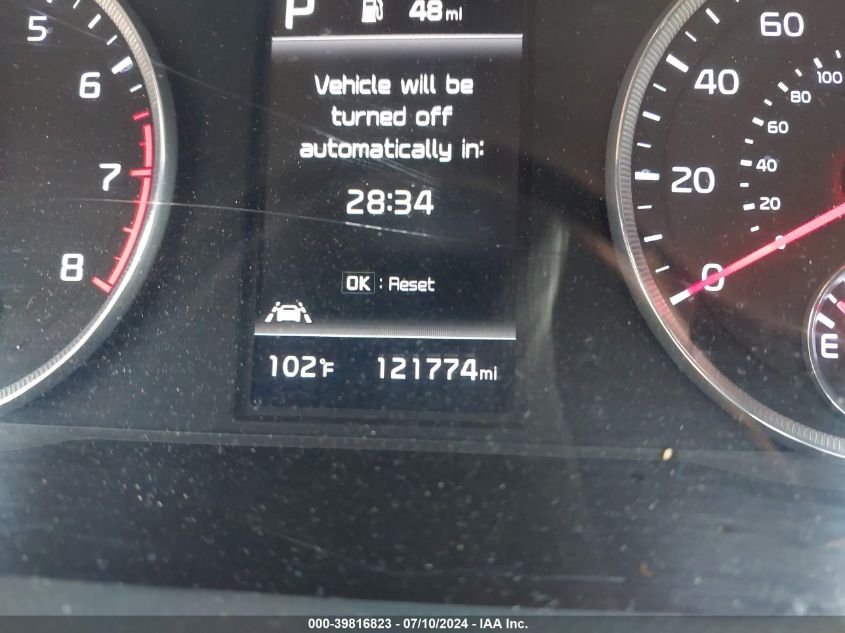 P 48mi
Vehicle will be
turned off
automatically in:
28:34
OK : Reset
102°F 121774mi
5
6
7
8
60
40
20
0
100
80
60
40
20
0
E
000-39816823 - 07/10/2024 - IAA Inc.